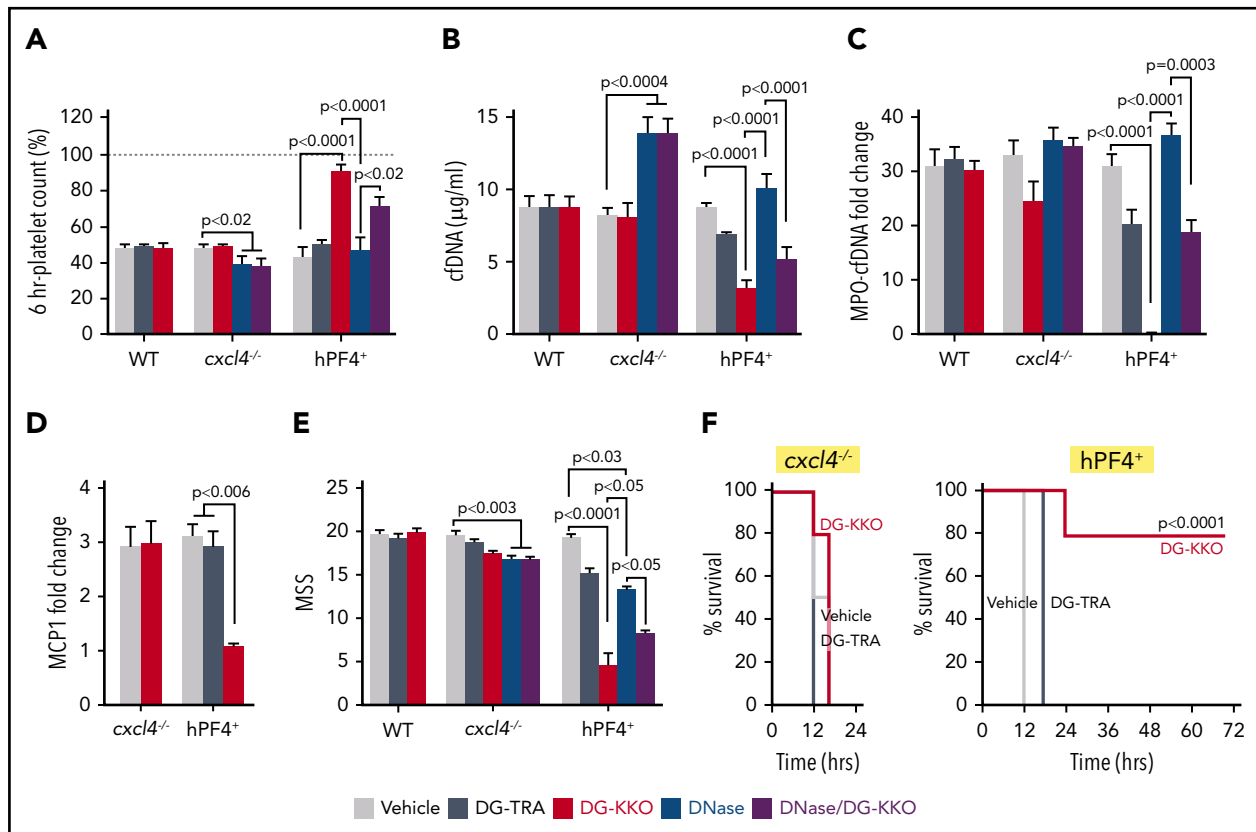 A
6 hr-platelet count (%)
120
100
80
60
40
20
0
p<0.02
p<0.0001
p<0.0001
p<0.02
WT
cxcl4-/-
hPF4+
B
cfDNA (µg/ml)
15
10
5
0
p<0.0004
p<0.0001
p<0.0001
WT
cxcl4-/-
hPF4+
C
MPO-cfDNA fold change
40
30
20
10
0
p=0.0003
p<0.0001
p<0.0001
WT
cxcl4-/-
hPF4+
D
MCP1 fold change
4
3
2
1
0
p<0.006
cxcl4-/-
hPF4+
E
MSS
25
20
15
10
5
0
p<0.003
p<0.03
p<0.05
p<0.0001
p<0.05
WT
cxcl4-/-
hPF4+
F
cxcl4-/-
% survival
100
80
60
40
20
0
DG-KKO
Vehicle
DG-TRA
0 12 24
Time (hrs)
hPF4+
% survival
100
80
60
40
20
0
p<0.0001
DG-KKO
Vehicle
DG-TRA
0 12 24 36 48 60 72
Time (hrs)
Vehicle DG-TRA DG-KKO DNase DNase/DG-KKO